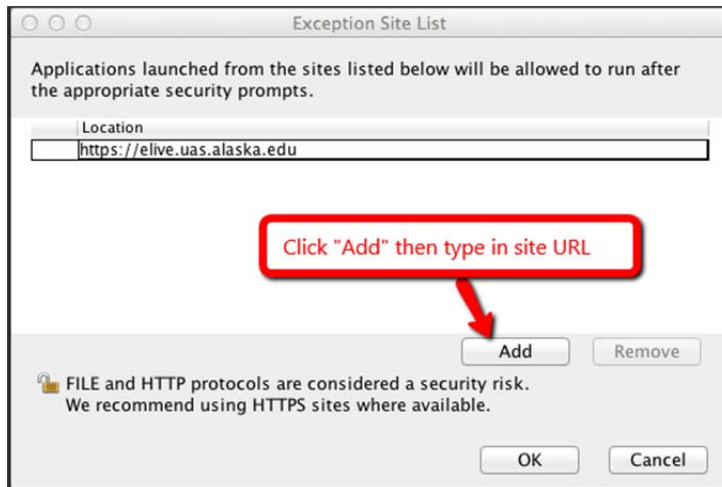 Exception Site List
Applications launched from the sites listed below will be allowed to run after
the appropriate security prompts.
Location
https://elive.uas.alaska.edu
Click "Add" then type in site URL
Add Remove
FILE and HTTP protocols are considered a security risk.
We recommend using HTTPS sites where available.
OK Cancel